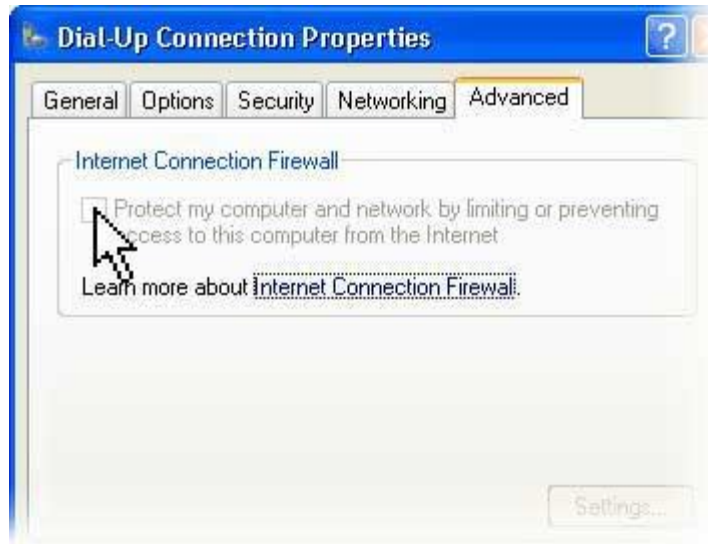 Dial-Up Connection Properties
General Options Security Networking Advanced
Internet Connection Firewall
Protect my computer and network by limiting or preventing
access to this computer from the Internet
Learn more about Internet Connection Firewall.
Settings...